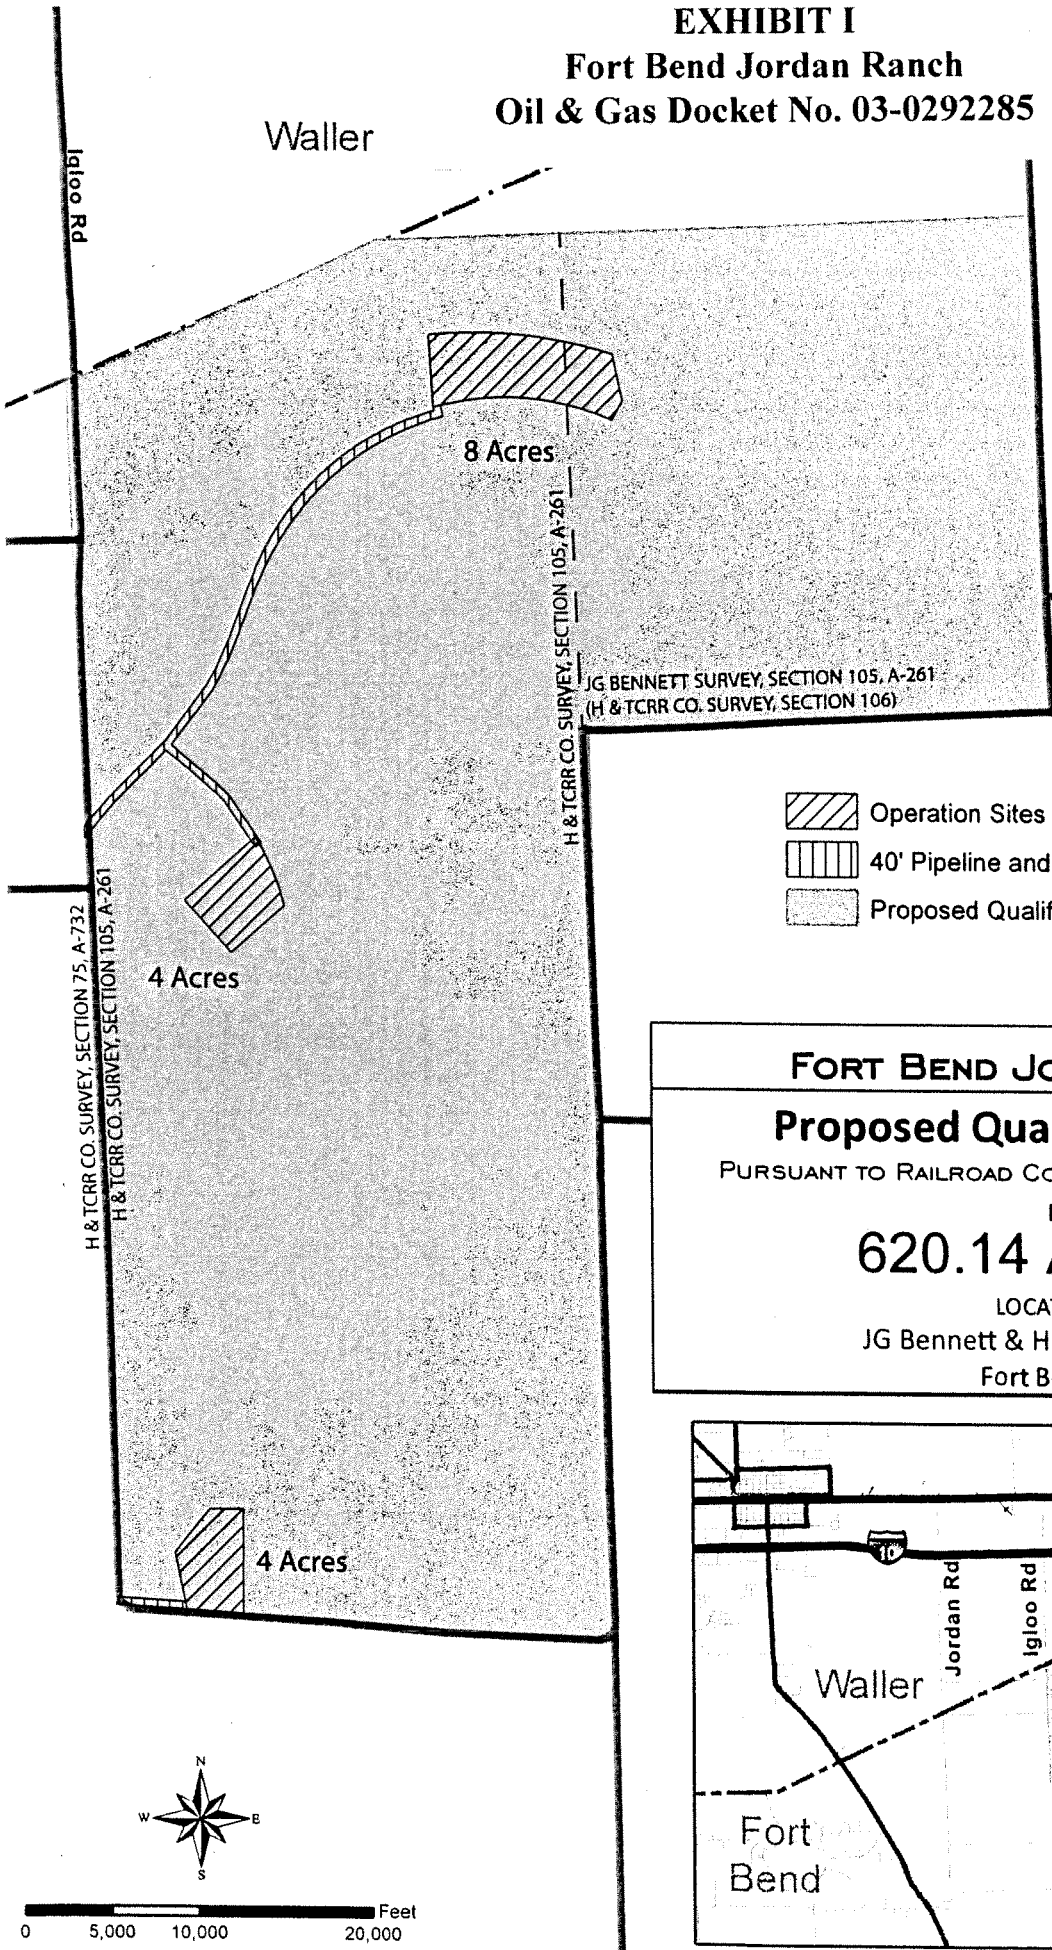 EXHIBIT I
Fort Bend Jordan Ranch
Oil & Gas Docket No. 03-0292285
Waller
Igloo Rd
8 Acres
H & TCRR CO. SURVEY, SECTION 105, A-261
JG BENNETT SURVEY, SECTION 105, A-261
(H & TCRR CO. SURVEY, SECTION 106)
Operation Sites
40' Pipeline and
Proposed Qualif
4 Acres
H & TCRR CO. SURVEY, SECTION 75, A-732
H & TCRR CO. SURVEY, SECTION 105, A-261
FORT BEND JO
Proposed Qua
PURSUANT TO RAILROAD CO
620.14
LOCA
JG Bennett & H
Fort B
4 Acres
10
Jordan Rd
Igloo Rd
Waller
Fort
Bend
N
W E
S
Feet
0 5,000 10,000 20,000